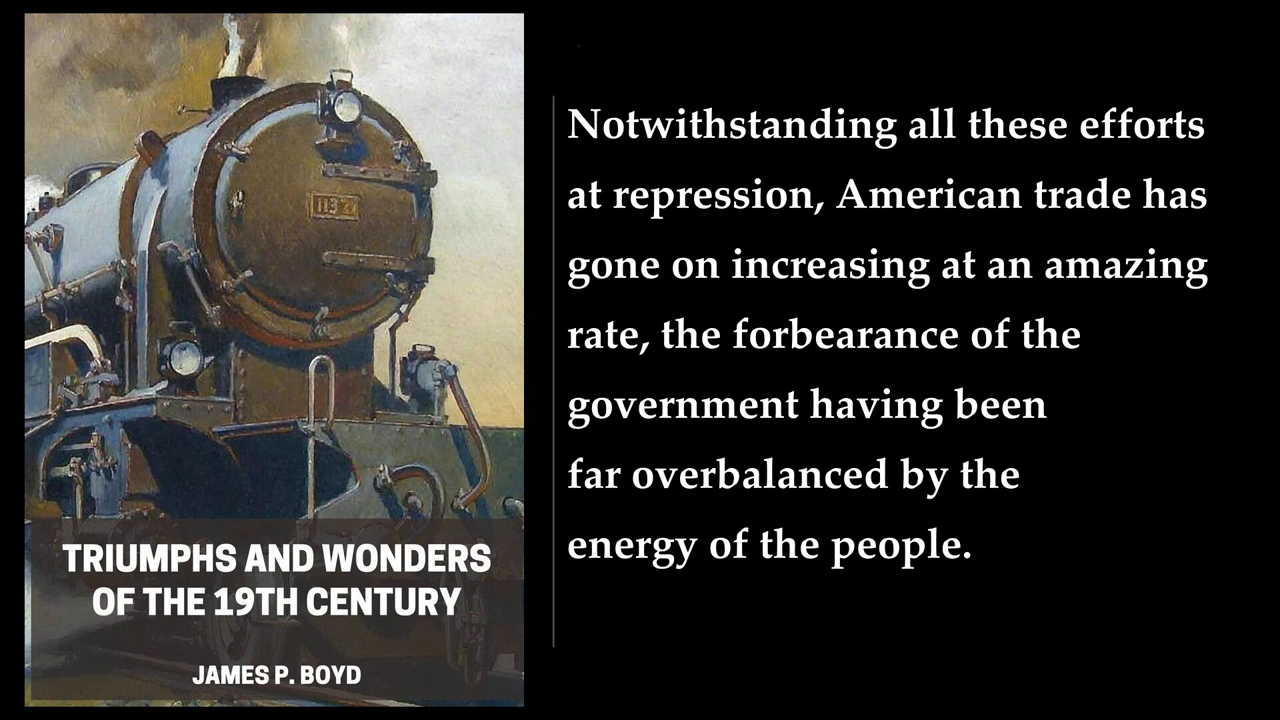 TRIUMPHS AND WONDERS
OF THE 19TH CENTURY
JAMES P. BOYD
Notwithstanding all these efforts
at repression, American trade has
gone on increasing at an amazing
rate, the forbearance of the
government having been
far overbalanced by the
energy of the people.